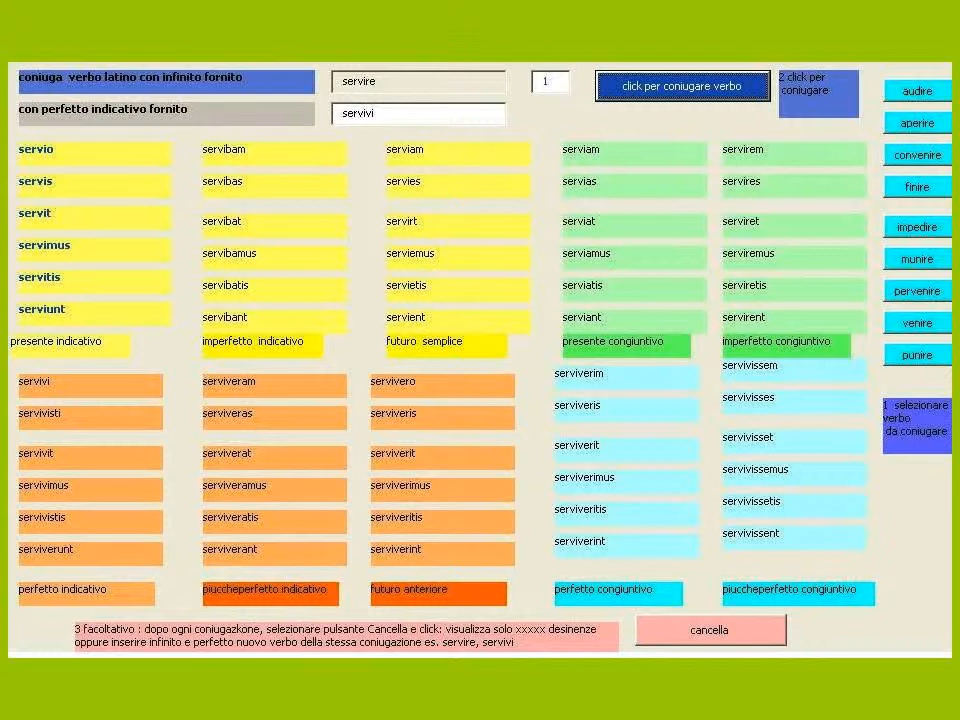 coniuga verbo latino con infinito fornito
servire
1
click per coniugare verbo
2 click per
coniugare
con perfetto indicativo fornito
servivi
servio
servis
servit
servimus
servitis
serviunt
presente indicativo
servibam
servibas
servibat
servibamus
servibatis
servibant
imperfetto indicativo
serviam
servies
servirt
serviemus
servietis
servient
futuro semplice
serviam
servias
serviat
serviamus
serviatis
serviant
presente congiuntivo
servirem
servires
serviret
serviremus
serviretis
servirent
imperfetto congiuntivo
servivi
servivisti
servivit
servivimus
servivistis
serviverunt
perfetto indicativo
serviveram
serviveras
serviverat
serviveramus
serviveratis
serviverant
piuccheperfetto indicativo
servivero
serviveris
serviverit
serviverimus
serviveritis
serviverint
futuro anteriore
serviverim
serviveris
serviverit
serviverimus
serviveritis
serviverint
perfetto congiuntivo
servivissem
servivisses
servivisset
servivissemus
servivissetis
servivissent
piuccheperfetto congiuntivo
audire
aperire
convenire
finire
impedire
munire
pervenire
venire
punire
1 selezionare
verbo
da coniugare
3 facoltativo : dopo ogni coniugazkone, selezionare pulsante Cancella e click: visualizza solo xxxxx desinenze
oppure inserire infinito e perfetto nuovo verbo della stessa coniugazione es. servire, servivi
cancella